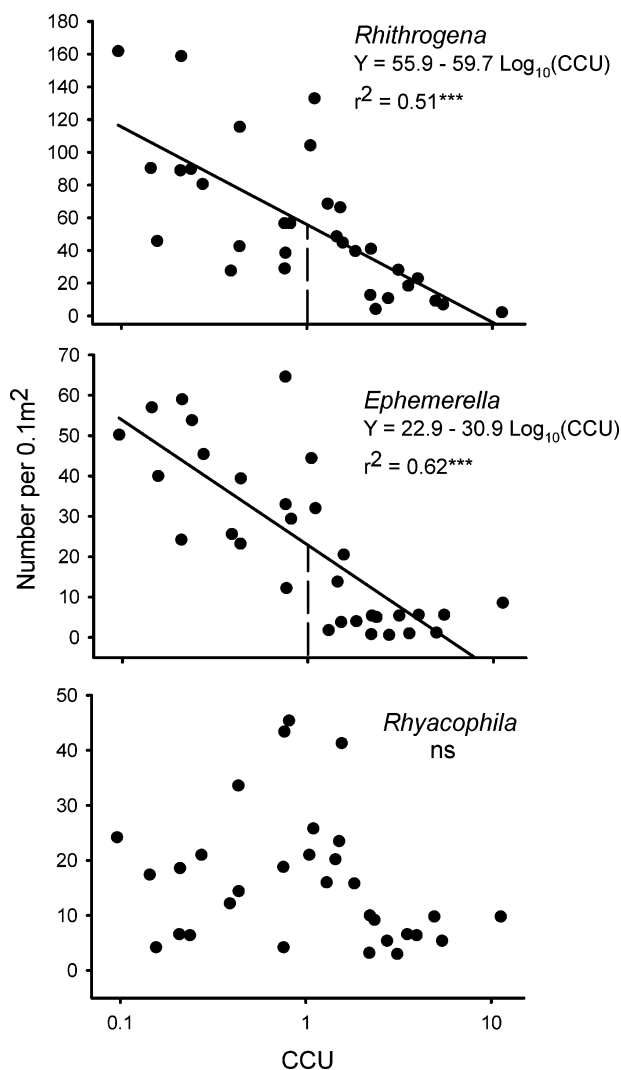 180
160
140
120
100
80
60
40
20
0
Rhithrogena
Y = 55.9 - 59.7 Log10(CCU)
r2 = 0.51***
70
60
50
40
30
20
10
0
Ephemerella
Y = 22.9 - 30.9 Log10(CCU)
r2 = 0.62***
Number per 0.1m2
50
40
30
20
10
0
Rhyacophila
ns
0.1 1 10
CCU